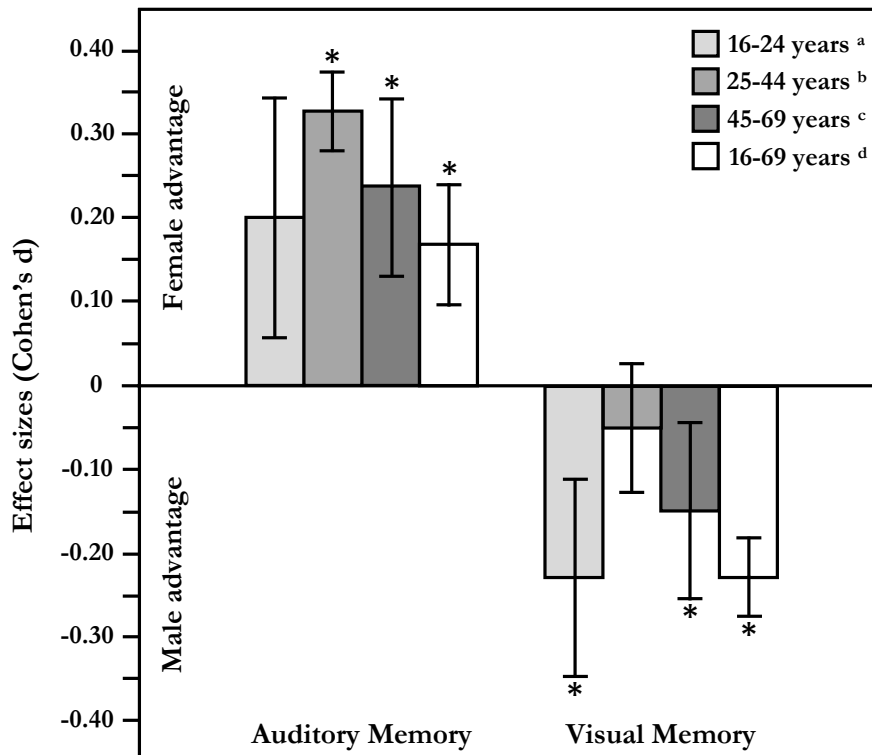 0.40
0.30
0.20
0.10
0
-0.10
-0.20
-0.30
-0.40
Effect sizes (Cohen's d)
Female advantage
Male advantage
16-24 years ᵃ
25-44 years ᵇ
45-69 years ᶜ
16-69 years ᵈ
* * *
*
* *
*
Auditory Memory Visual Memory